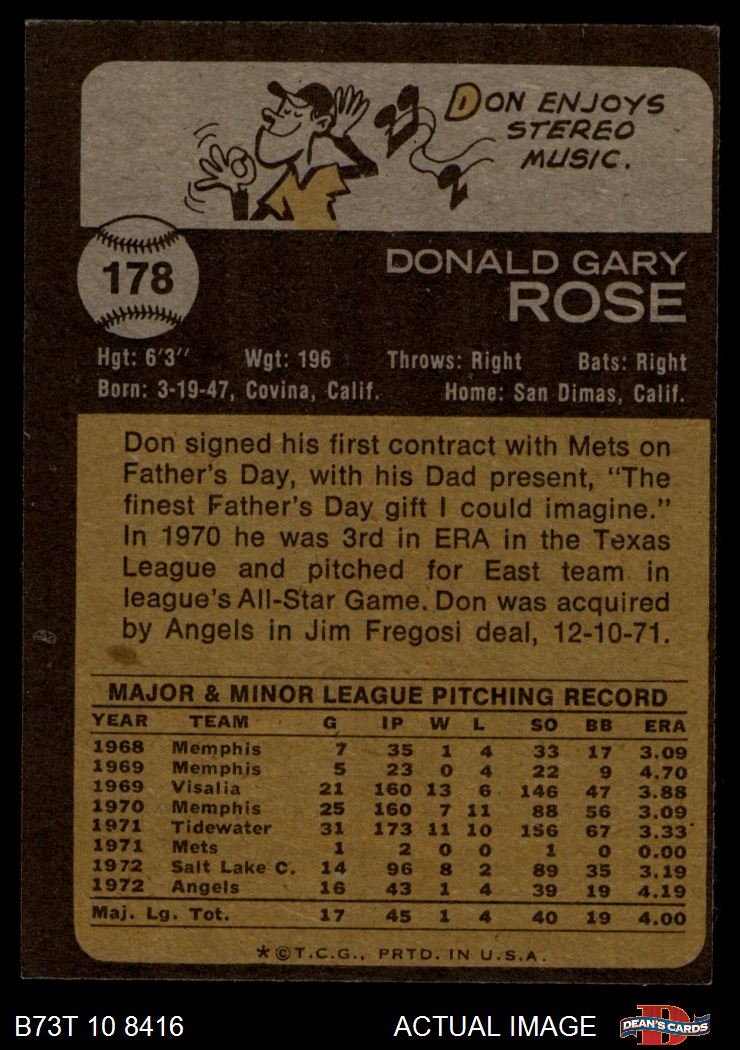 DON ENJOYS
STEREO
MUSIC.
178
DONALD GARY
ROSE
Hgt: 6'3" Wgt: 196 Throws: Right Bats: Right
Born: 3-19-47, Covina, Calif. Home: San Dimas, Calif.
Don signed his first contract with Mets on
Father's Day, with his Dad present, "The
finest Father's Day gift I could imagine."
In 1970 he was 3rd in ERA in the Texas
League and pitched for East team in
league's All-Star Game. Don was acquired
by Angels in Jim Fregosi deal, 12-10-71.
MAJOR & MINOR LEAGUE PITCHING RECORD
YEAR TEAM G IP W L SO BB ERA
1968 Memphis 7 35 1 4 33 17 3.09
1969 Memphis 5 23 0 4 22 9 4.70
1969 Visalia 21 160 13 6 146 47 3.88
1970 Memphis 25 160 7 11 88 56 3.09
1971 Tidewater 31 173 11 10 156 67 3.33
1971 Mets 1 2 0 0 1 0 0.00
1972 Salt Lake C. 14 96 8 2 89 35 3.19
1972 Angels 16 43 1 4 39 19 4.19
Maj. Lg. Tot. 17 45 1 4 40 19 4.00
*©T.C.G., PRTD. IN U.S.A.
B73T 10 8416 ACTUAL IMAGE D DEAN'S CARDS